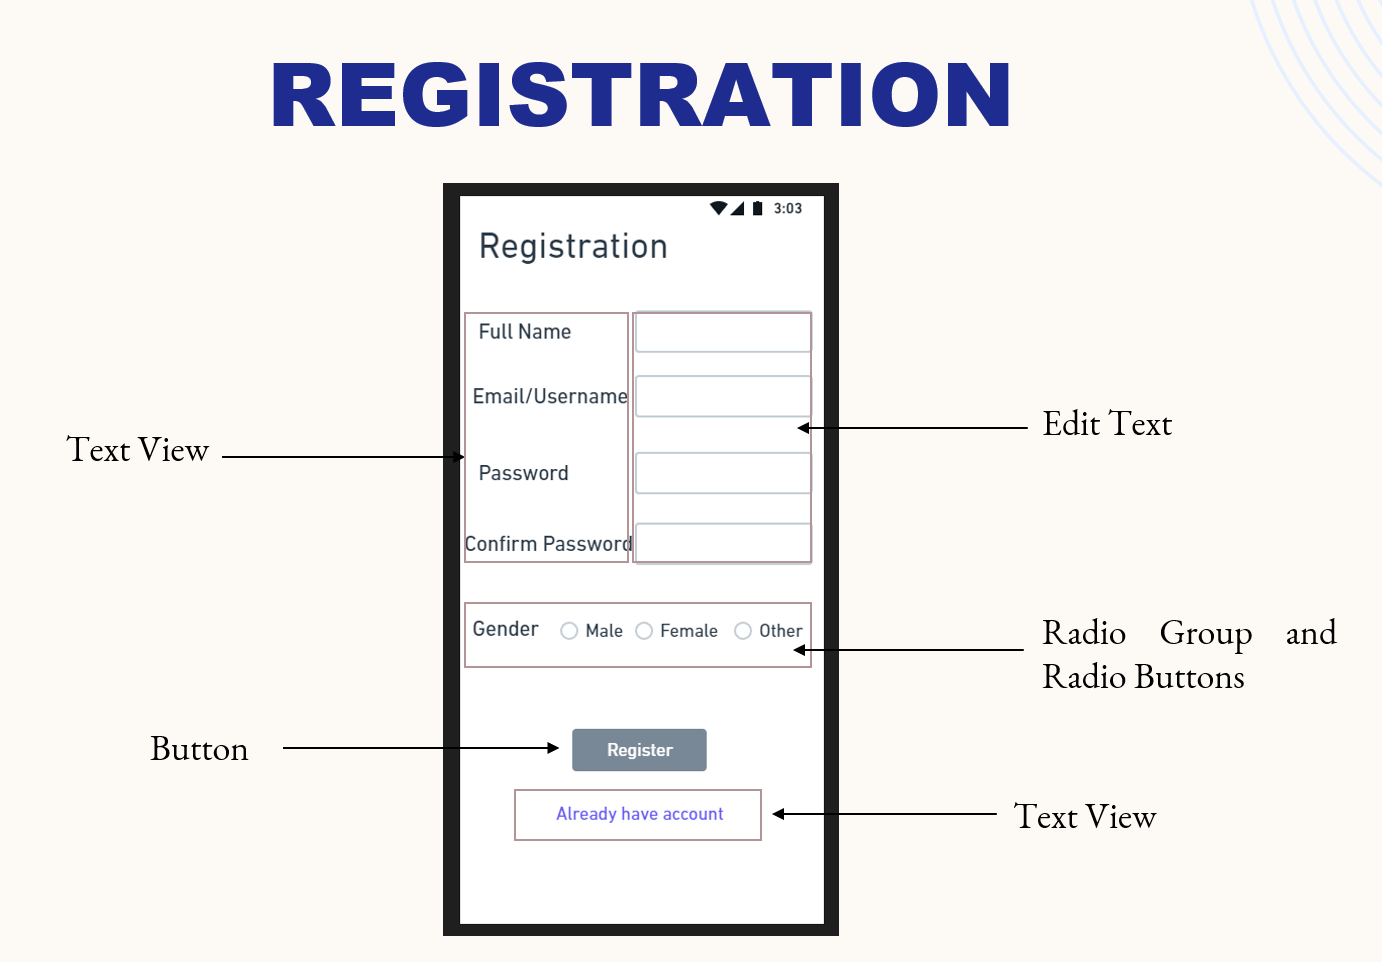 REGISTRATION
3:03
Registration
Full Name
Email/Username
Edit Text
Text View
Password
Confirm Password
Gender Male Female Other
Radio Group and
Radio Buttons
Button
Register
Already have account
Text View